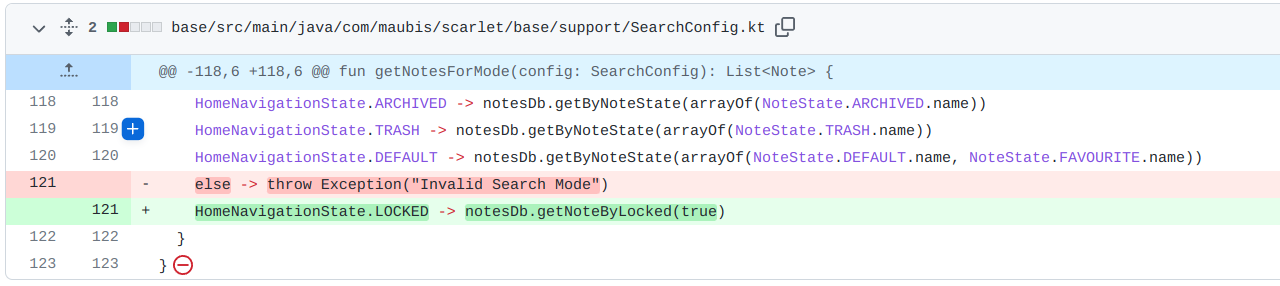 2 base/src/main/java/com/maubis/scarlet/base/support/SearchConfig.kt
@@ -118,6 +118,6 @@ fun getNotesForMode(config: SearchConfig): List<Note> {
118 118 HomeNavigationState.ARCHIVED -> notesDb.getByNoteState(arrayOf(NoteState.ARCHIVED.name))
119 119 HomeNavigationState.TRASH -> notesDb.getByNoteState(arrayOf(NoteState.TRASH.name))
120 120 HomeNavigationState.DEFAULT -> notesDb.getByNoteState(arrayOf(NoteState.DEFAULT.name, NoteState.FAVOURITE.name))
121 - else -> throw Exception("Invalid Search Mode")
121 + HomeNavigationState.LOCKED -> notesDb.getNoteByLocked(true)
122 122 }
123 123 }